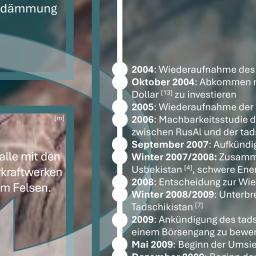 dämmung
[m]
alle mit den
kraftwerken
m Felsen.
2004: Wiederaufnahme des
Oktober 2004: Abkommen
Dollar [13] zu investieren
2005: Wiederaufnahme der
2006: Machbarkeitsstudie d
zwischen RusAl und der tads
September 2007: Aufkündig
Winter 2007/2008: Zusamm
Usbekistan [4], schwere Ener
2008: Entscheidung zur Wie
Winter 2008/2009: Unterbre
Tadschikistan [7]
2009: Ankündigung des tads
einem Börsengang zu bewer
Mai 2009: Beginn der Umsie